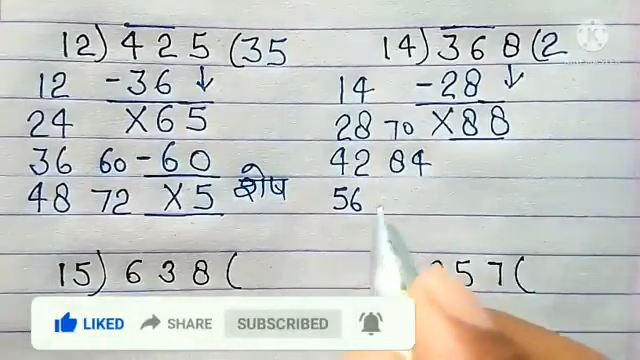 12) 425 (35
12 -36 ↓
24 X65
36 60 -60
48 72 X5 शेष
14) 368 (2
14 -28 ↓
28 70 X88
42 84
56
15) 638 (
57 (
LIKED SHARE SUBSCRIBED